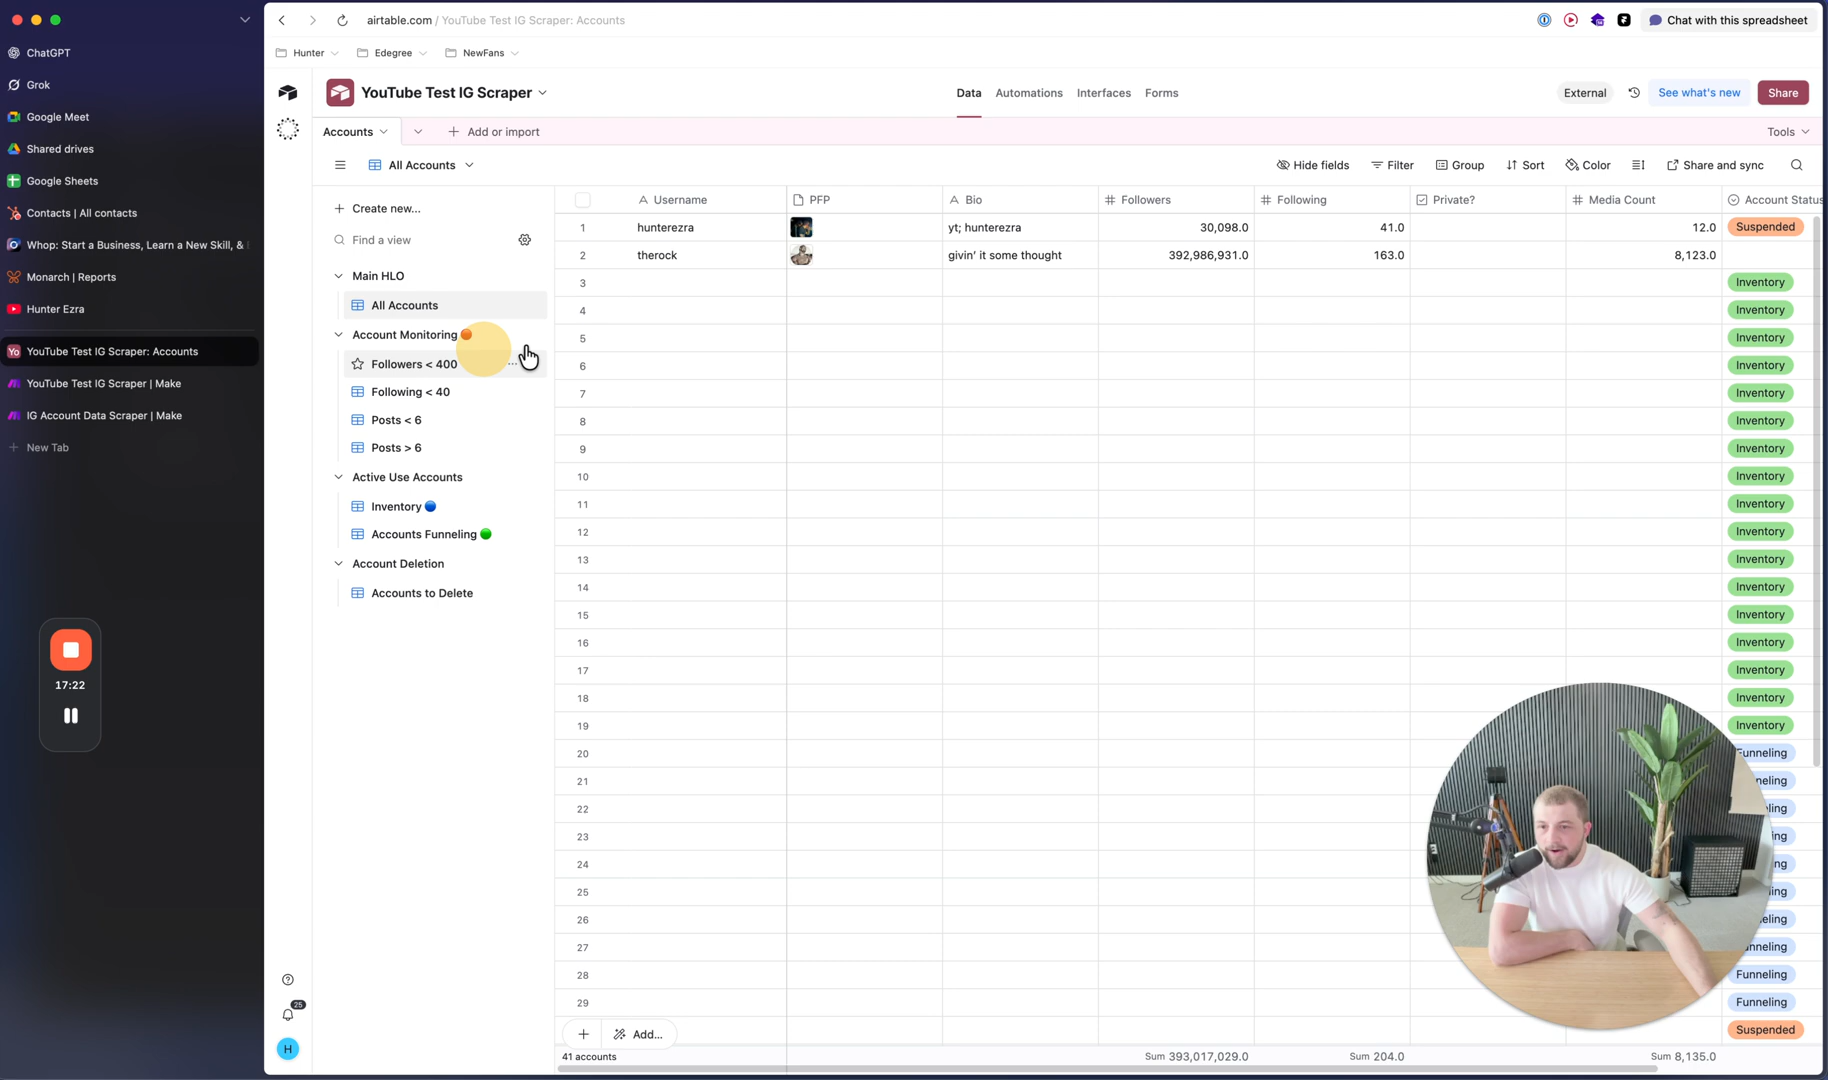 ChatGPT
Grok
Google Meet
Shared drives
Google Sheets
Contacts | All contacts
Whop: Start a Business, Learn a New Skill, &
Monarch | Reports
Hunter Ezra
Yo YouTube Test IG Scraper: Accounts
YouTube Test IG Scraper | Make
IG Account Data Scraper | Make
New Tab
17:22
airtable.com / YouTube Test IG Scraper: Accounts
Chat with this spreadsheet
Hunter Edegree NewFans
YouTube Test IG Scraper
Data Automations Interfaces Forms
External See what's new Share
Accounts Add or import Tools
All Accounts
Hide fields Filter Group Sort Color Share and sync
Create new...
Find a view
Main HLO
All Accounts
Account Monitoring
Followers < 400
Following < 40
Posts < 6
Posts > 6
Active Use Accounts
Inventory
Accounts Funneling
Account Deletion
Accounts to Delete
25
H
Username PFP Bio Followers Following Private? Media Count Account Status
1 hunterezra yt; hunterezra 30,098.0 41.0 12.0 Suspended
2 therock givin' it some thought 392,986,931.0 163.0 8,123.0
3 Inventory
4 Inventory
5 Inventory
6 Inventory
7 Inventory
8 Inventory
9 Inventory
10 Inventory
11 Inventory
12 Inventory
13 Inventory
14 Inventory
15 Inventory
16 Inventory
17 Inventory
18 Inventory
19 Inventory
20 unneling
21 neling
22 ling
23 ing
24 ng
25 ing
26 eling
27 nneling
28 Funneling
29 Funneling
Suspended
Add...
41 accounts Sum 393,017,029.0 Sum 204.0 Sum 8,135.0